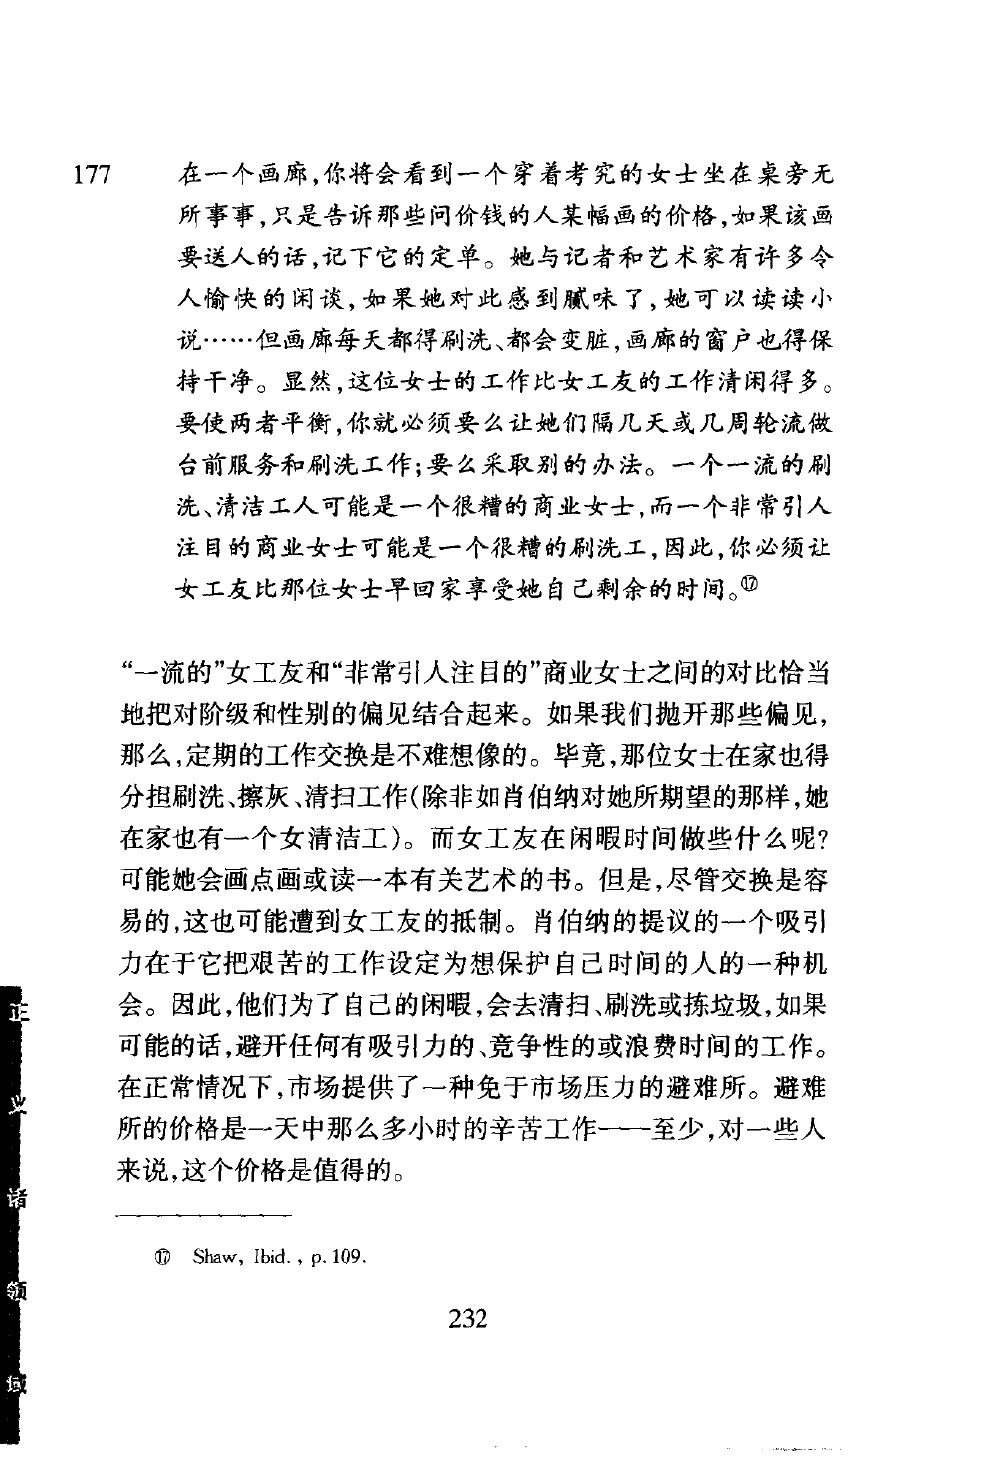 177
在一个画廊,你将会看到一个穿着考究的女士坐在桌旁无
所事事,只是告诉那些问价钱的人某幅画的价格,如果该画
要送人的话,记下它的定单。她与记者和艺术家有许多令
人愉快的闲谈,如果她对此感到腻味了,她可以读读小
说……但画廊每天都得刷洗、都会变脏,画廊的窗户也得保
持干净。显然,这位女士的工作比女工友的工作清闲得多。
要使两者平衡,你就必须要么让她们隔几天或几周轮流做
台前服务和刷洗工作;要么采取别的办法。一个一流的刷
洗、清洁工人可能是一个很糟的商业女士,而一个非常引人
注目的商业女士可能是一个很糟的刷洗工,因此,你必须让
女工友比那位女士早回家享受她自己剩余的时间。⑰
“一流的”女工友和“非常引人注目的”商业女士之间的对比恰当
地把对阶级和性别的偏见结合起来。如果我们抛开那些偏见,
那么,定期的工作交换是不难想像的。毕竟,那位女士在家也得
分担刷洗、擦灰、清扫工作(除非如肖伯纳对她所期望的那样,她
在家也有一个女清洁工)。而女工友在闲暇时间做些什么呢?
可能她会画点画或读一本有关艺术的书。但是,尽管交换是容
易的,这也可能遭到女工友的抵制。肖伯纳的提议的一个吸引
力在于它把艰苦的工作设定为想保护自己时间的人的一种机
会。因此,他们为了自己的闲暇,会去清扫、刷洗或拣垃圾,如果
可能的话,避开任何有吸引力的、竞争性的或浪费时间的工作。
在正常情况下,市场提供了一种免于市场压力的避难所。避难
所的价格是一天中那么多小时的辛苦工作——至少,对一些人
来说,这个价格是值得的。
⑰ Shaw, Ibid., p.109.
232
正义诸领域